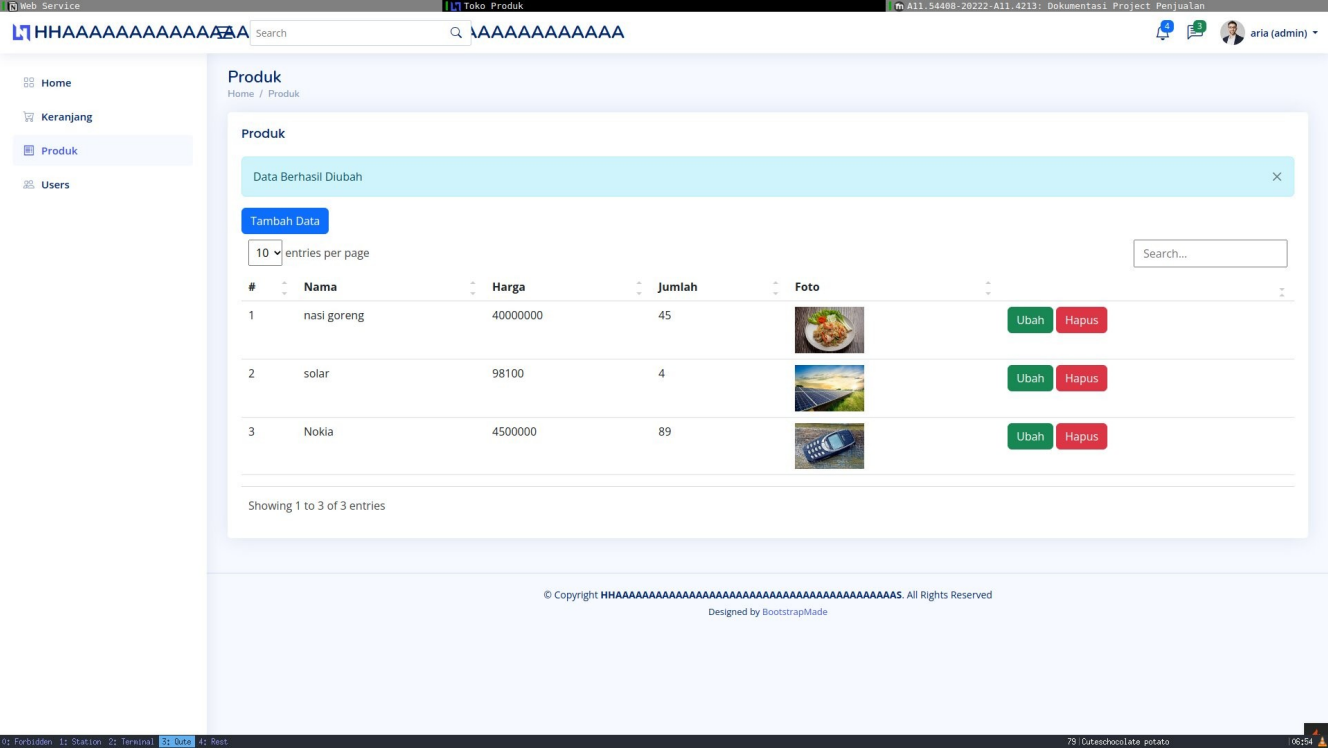 Web Service
Toko Produk
A11.54408-20222-A11.4213: Dokumentasi Project Penjualan
Search
4
3
aria (admin)
Home
Keranjang
Produk
Users
Produk
Home / Produk
Produk
Data Berhasil Diubah
Tambah Data
10 entries per page
Search...
# Nama Harga Jumlah Foto
1 nasi goreng 40000000 45 Ubah Hapus
2 solar 98100 4 Ubah Hapus
3 Nokia 4500000 89 Ubah Hapus
Showing 1 to 3 of 3 entries
All Rights Reserved
© Copyright
Designed by BootstrapMade
0: Forbidden 1: Station 2: Terminal 3: Qute 4: Rest
79 |Cuteschocolate potato
|06:54